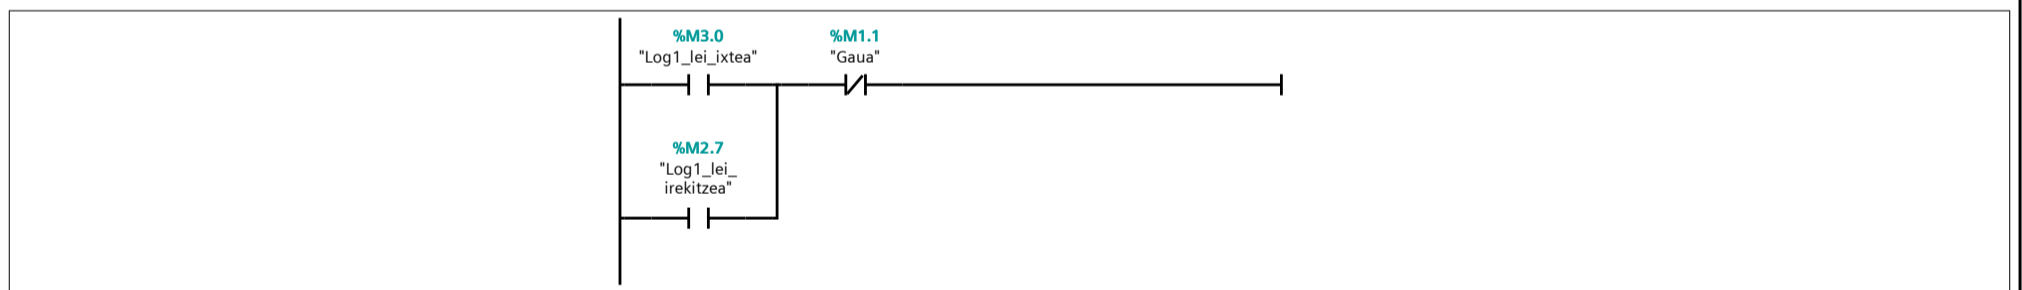 %M3.0
"Log1_lei_ixtea"
%M1.1
"Gaua"
%M2.7
"Log1_lei_
irekitzea"